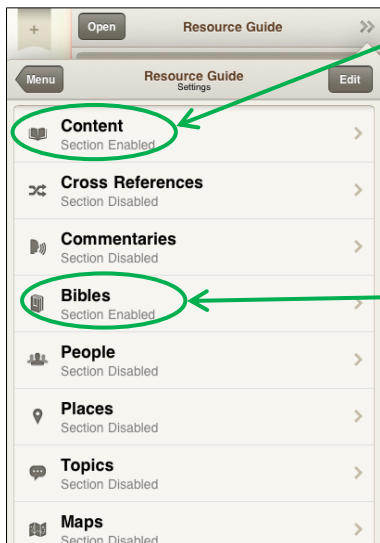 + Open Resource Guide >>
Menu Resource Guide Edit
Settings
Content
Section Enabled
Cross References
Section Disabled
Commentaries
Section Disabled
Bibles
Section Enabled
People
Section Disabled
Places
Section Disabled
Topics
Section Disabled
Maps
Section Disabled